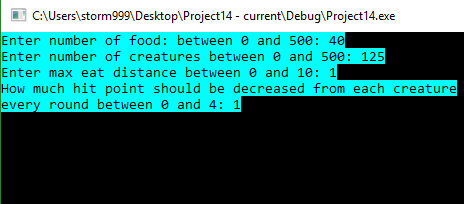 C:\Users\storm999\Desktop\Project14 - current\Debug\Project14.exe
Enter number of food: between 0 and 500: 40
Enter number of creatures between 0 and 500: 125
Enter max eat distance between 0 and 10: 1
How much hit point should be decreased from each creature
every round between 0 and 4: 1